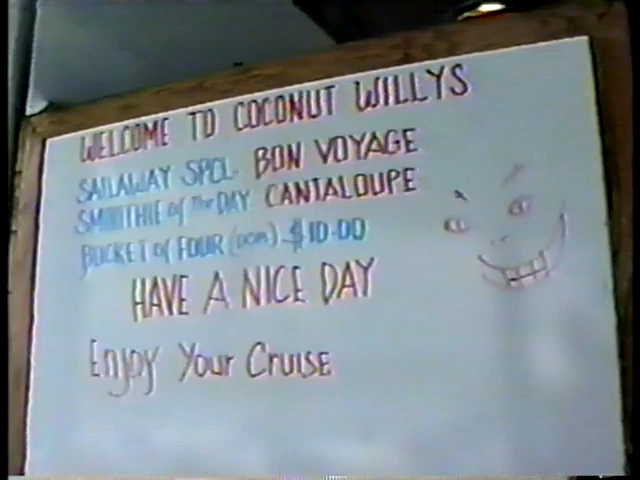 WELCOME TO COCONUT WILLYS
SAILAWAY SPCL. BON VOYAGE
SMOOTHIE of The DAY CANTALOUPE
BUCKET of FOUR (DOM) $10.00
HAVE A NICE DAY
Enjoy Your Cruise